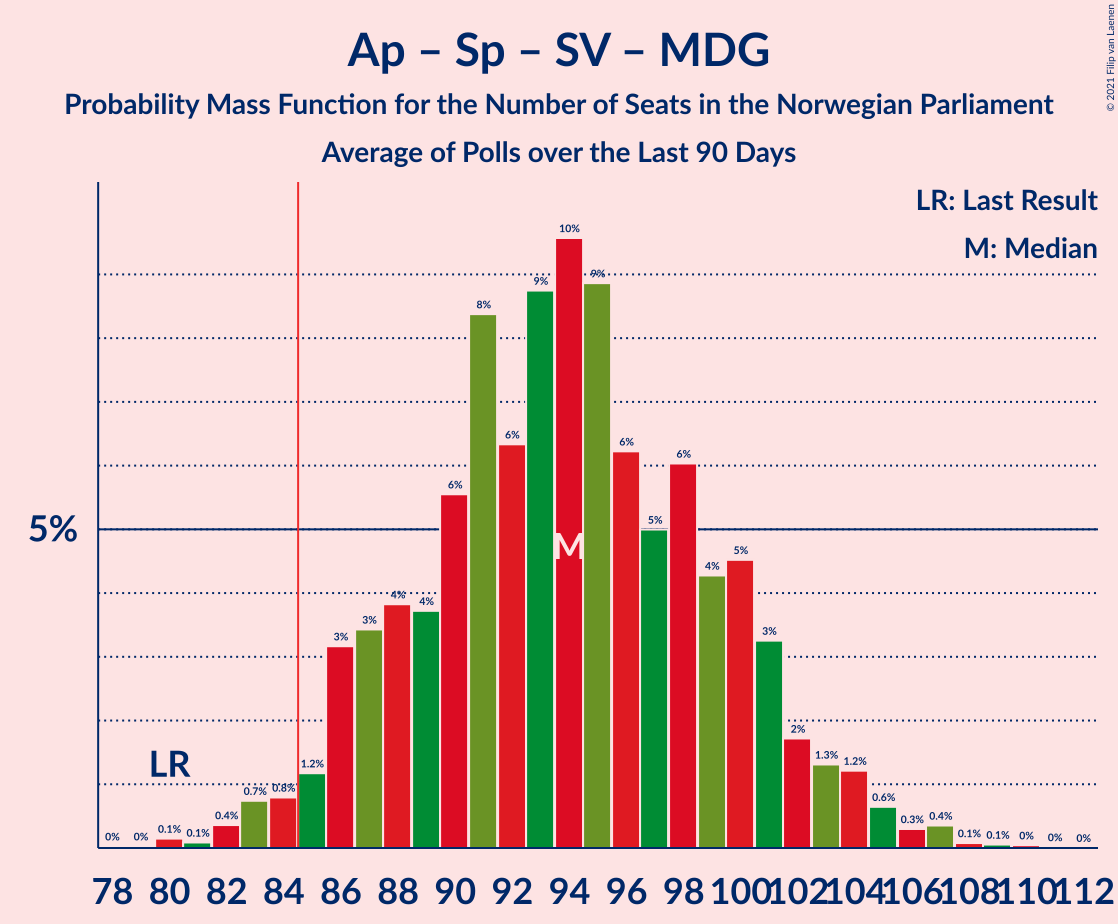 Ap – Sp – SV – MDG
Probability Mass Function for the Number of Seats in the Norwegian Parliament
Average of Polls over the Last 90 Days
© 2021 Filip van Laenen
LR: Last Result
M: Median
5%
LR
M
0% 0% 0.1% 0.1% 0.4% 0.7% 0.8% 1.2% 3% 3% 4% 4% 6% 8% 6% 9% 10% 9% 6% 5% 6% 4% 5% 3% 2% 1.3% 1.2% 0.6% 0.3% 0.4% 0.1% 0.1% 0% 0% 0%
78 80 82 84 86 88 90 92 94 96 98 100 102 104 106 108 110 112